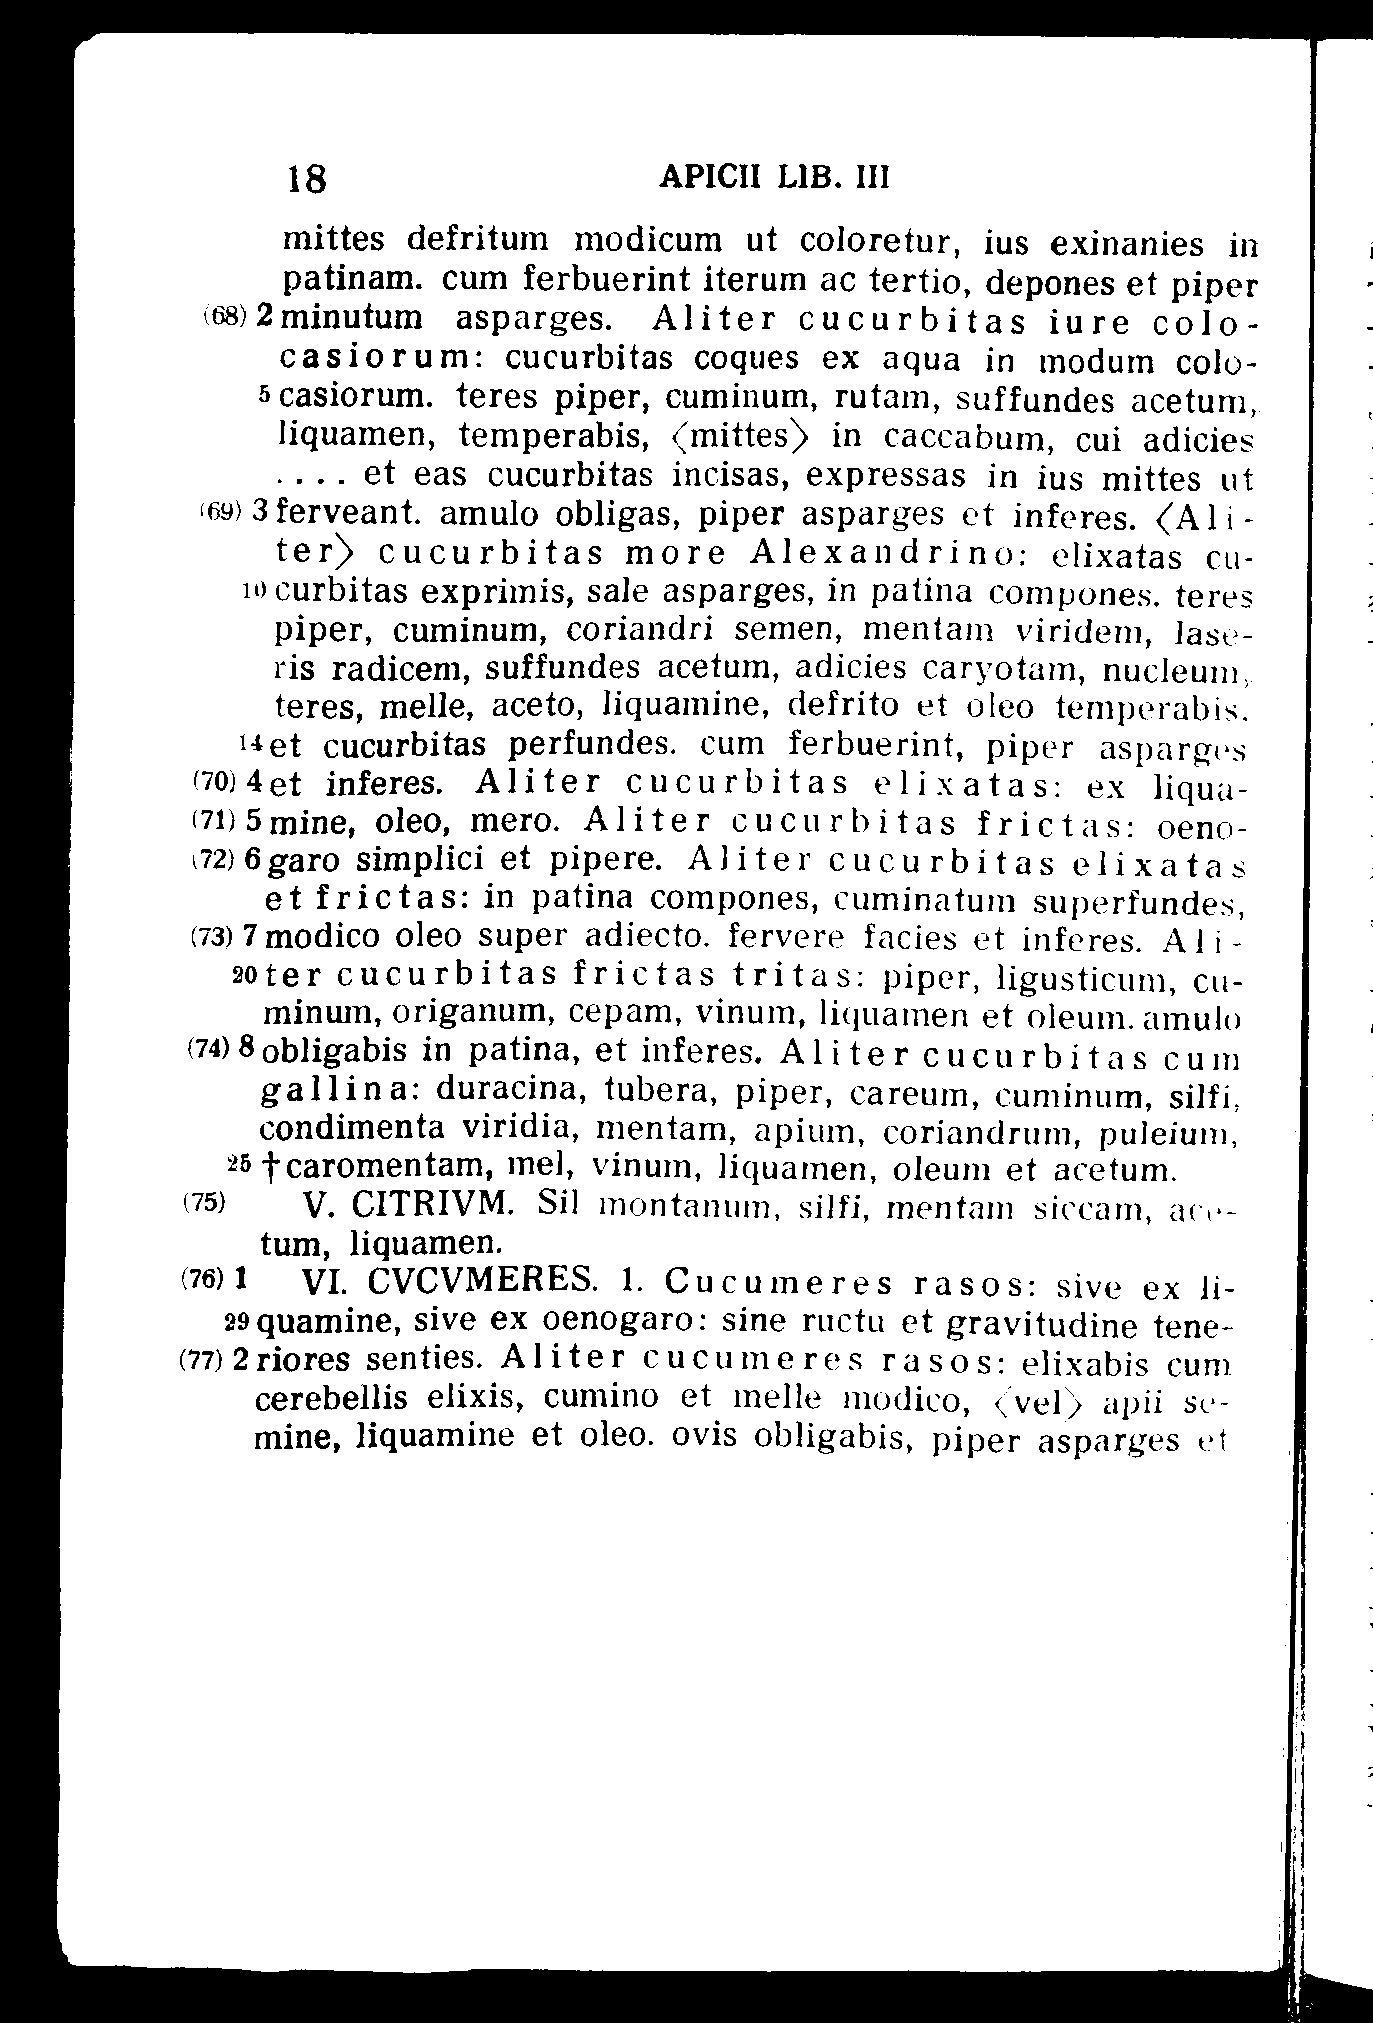 18 APICII LIB. III
mittes defritum modicum ut coloretur, ius exinanies in
patinam. cum ferbuerint iterum ac tertio, depones et piper
(68) 2 minutum asparges. Aliter cucurbitas iure colo-
casiorum: cucurbitas coques ex aqua in modum colo-
5 casiorum. teres piper, cuminum, rutam, suffundes acetum,
liquamen, temperabis, ⟨mittes⟩ in caccabum, cui adicies
.... et eas cucurbitas incisas, expressas in ius mittes ut
(69) 3 ferveant. amulo obligas, piper asparges et inferes. ⟨Ali-
ter⟩ cucurbitas more Alexandrino: elixatas cu-
10 curbitas exprimis, sale asparges, in patina compones. teres
piper, cuminum, coriandri semen, mentam viridem, lase-
ris radicem, suffundes acetum, adicies caryotam, nucleum,
teres, melle, aceto, liquamine, defrito et oleo temperabis.
14 et cucurbitas perfundes. cum ferbuerint, piper asparges
(70) 4 et inferes. Aliter cucurbitas elixatas: ex liqua-
(71) 5 mine, oleo, mero. Aliter cucurbitas frictas: oeno-
(72) 6 garo simplici et pipere. Aliter cucurbitas elixatas
et frictas: in patina compones, cuminatum superfundes,
(73) 7 modico oleo super adiecto. fervere facies et inferes. Ali-
20 ter cucurbitas frictas tritas: piper, ligusticum, cu-
minum, origanum, cepam, vinum, liquamen et oleum. amulo
(74) 8 obligabis in patina, et inferes. Aliter cucurbitas cum
gallina: duracina, tubera, piper, careum, cuminum, silfi,
condimenta viridia, mentam, apium, coriandrum, puleium,
25 †caromentam, mel, vinum, liquamen, oleum et acetum.
(75) V. CITRIVM. Sil montanum, silfi, mentam siccam, ace-
tum, liquamen.
(76) 1 VI. CVCVMERES. 1. Cucumeres rasos: sive ex li-
29 quamine, sive ex oenogaro: sine ructu et gravitudine tene-
(77) 2 riores senties. Aliter cucumeres rasos: elixabis cum
cerebellis elixis, cumino et melle modico, ⟨vel⟩ apii se-
mine, liquamine et oleo. ovis obligabis, piper asparges et